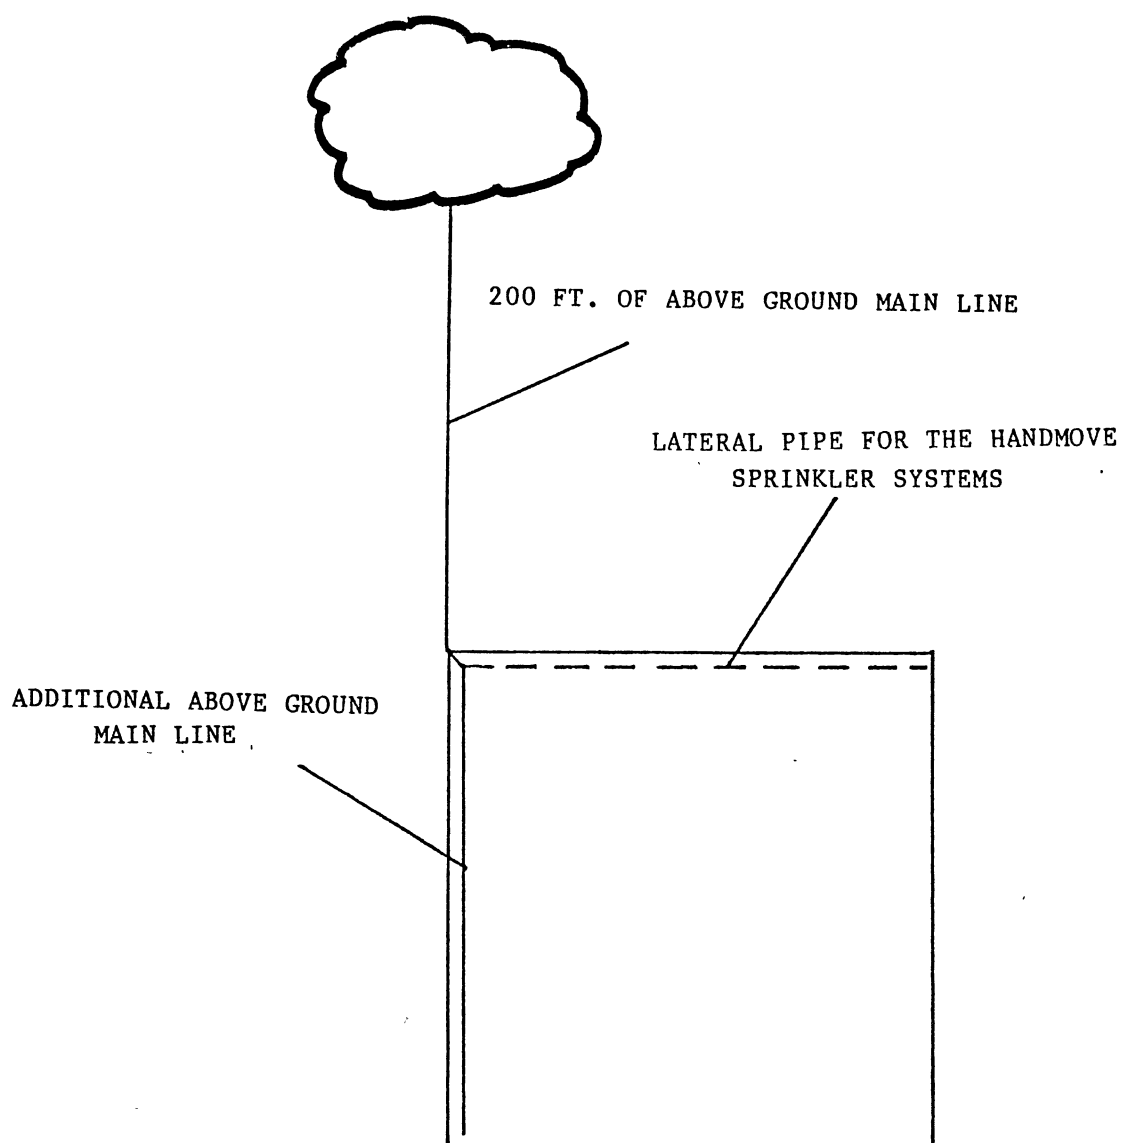 200 FT. OF ABOVE GROUND MAIN LINE
LATERAL PIPE FOR THE HANDMOVE
SPRINKLER SYSTEMS
ADDITIONAL ABOVE GROUND
MAIN LINE